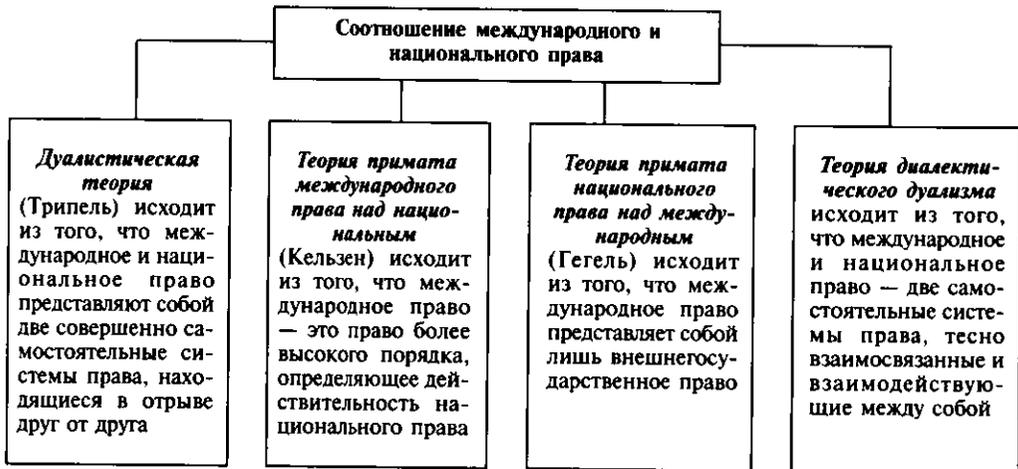 Соотношение международного и
национального права
Дуалистическая
теория
(Трипель) исходит
из того, что меж-
дународное и наци-
ональное право
представляют собой
две совершенно са-
мостоятельные си-
стемы права, нахо-
дящиеся в отрыве
друг от друга
Теория примата
международного
права над нацио-
нальным
(Кельзен) исходит
из того, что меж-
дународное право
— это право более
высокого порядка,
определяющее дей-
ствительность на-
ционального права
Теория примата
национального
права над между-
народным
(Гегель) исходит
из того, что меж-
дународное право
представляет собой
лишь внешнегосу-
дарственное право
Теория диалекти-
ческого дуализма
исходит из того,
что международное
и национальное
право — две само-
стоятельные систе-
мы права, тесно
взаимосвязанные и
взаимодействую-
щие между собой